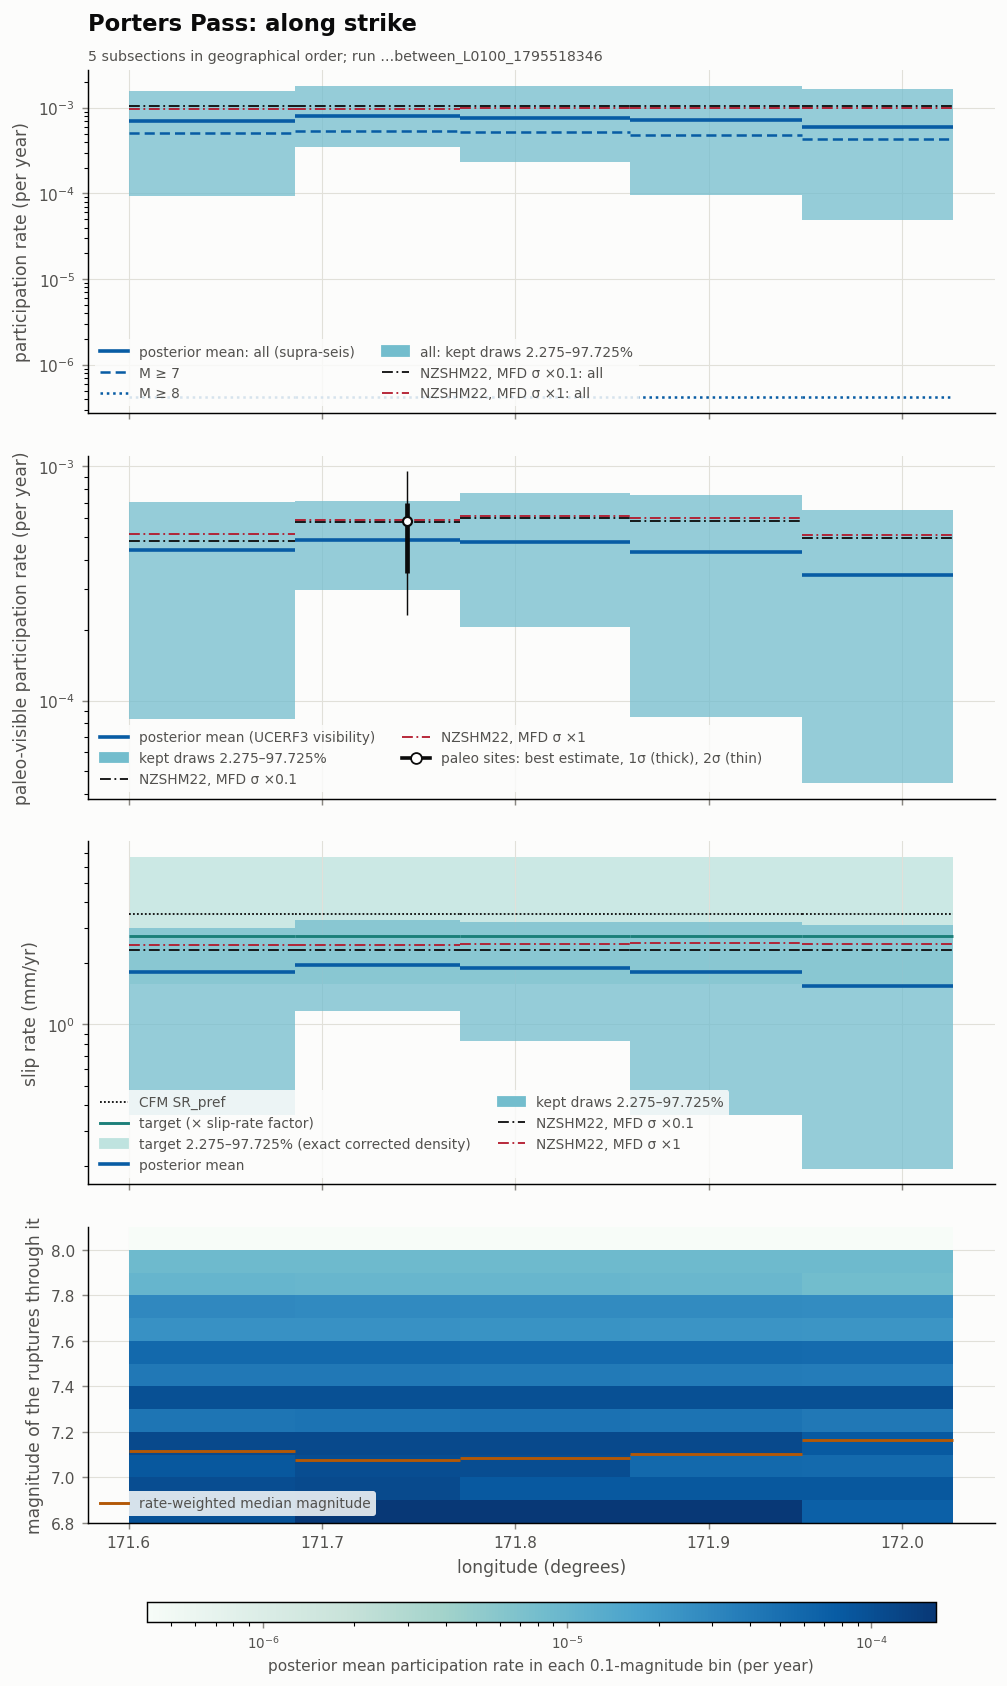 Porters Pass: along strike
5 subsections in geographical order; run ...between_L0100_1795518346
participation rate (per year)
10⁻³
10⁻⁴
10⁻⁵
10⁻⁶
posterior mean: all (supra-seis)
M ≥ 7
M ≥ 8
all: kept draws 2.275–97.725%
NZSHM22, MFD σ ×0.1: all
NZSHM22, MFD σ ×1: all
paleo-visible participation rate (per year)
10⁻³
10⁻⁴
posterior mean (UCERF3 visibility)
kept draws 2.275–97.725%
NZSHM22, MFD σ ×0.1
NZSHM22, MFD σ ×1
paleo sites: best estimate, 1σ (thick), 2σ (thin)
slip rate (mm/yr)
10⁰
CFM SR_pref
target (× slip-rate factor)
target 2.275–97.725% (exact corrected density)
posterior mean
kept draws 2.275–97.725%
NZSHM22, MFD σ ×0.1
NZSHM22, MFD σ ×1
magnitude of the ruptures through it
8.0
7.8
7.6
7.4
7.2
7.0
6.8
rate-weighted median magnitude
171.6
171.7
171.8
171.9
172.0
longitude (degrees)
10⁻⁶
10⁻⁵
10⁻⁴
posterior mean participation rate in each 0.1-magnitude bin (per year)